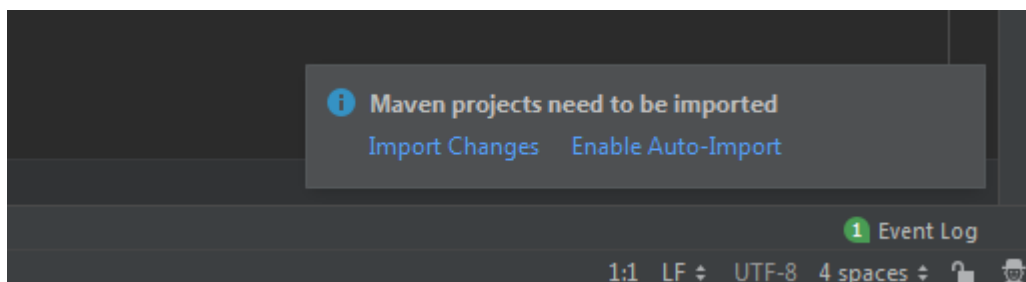 Maven projects need to be imported
Import Changes Enable Auto-Import
1 Event Log
1:1 LF UTF-8 4 spaces